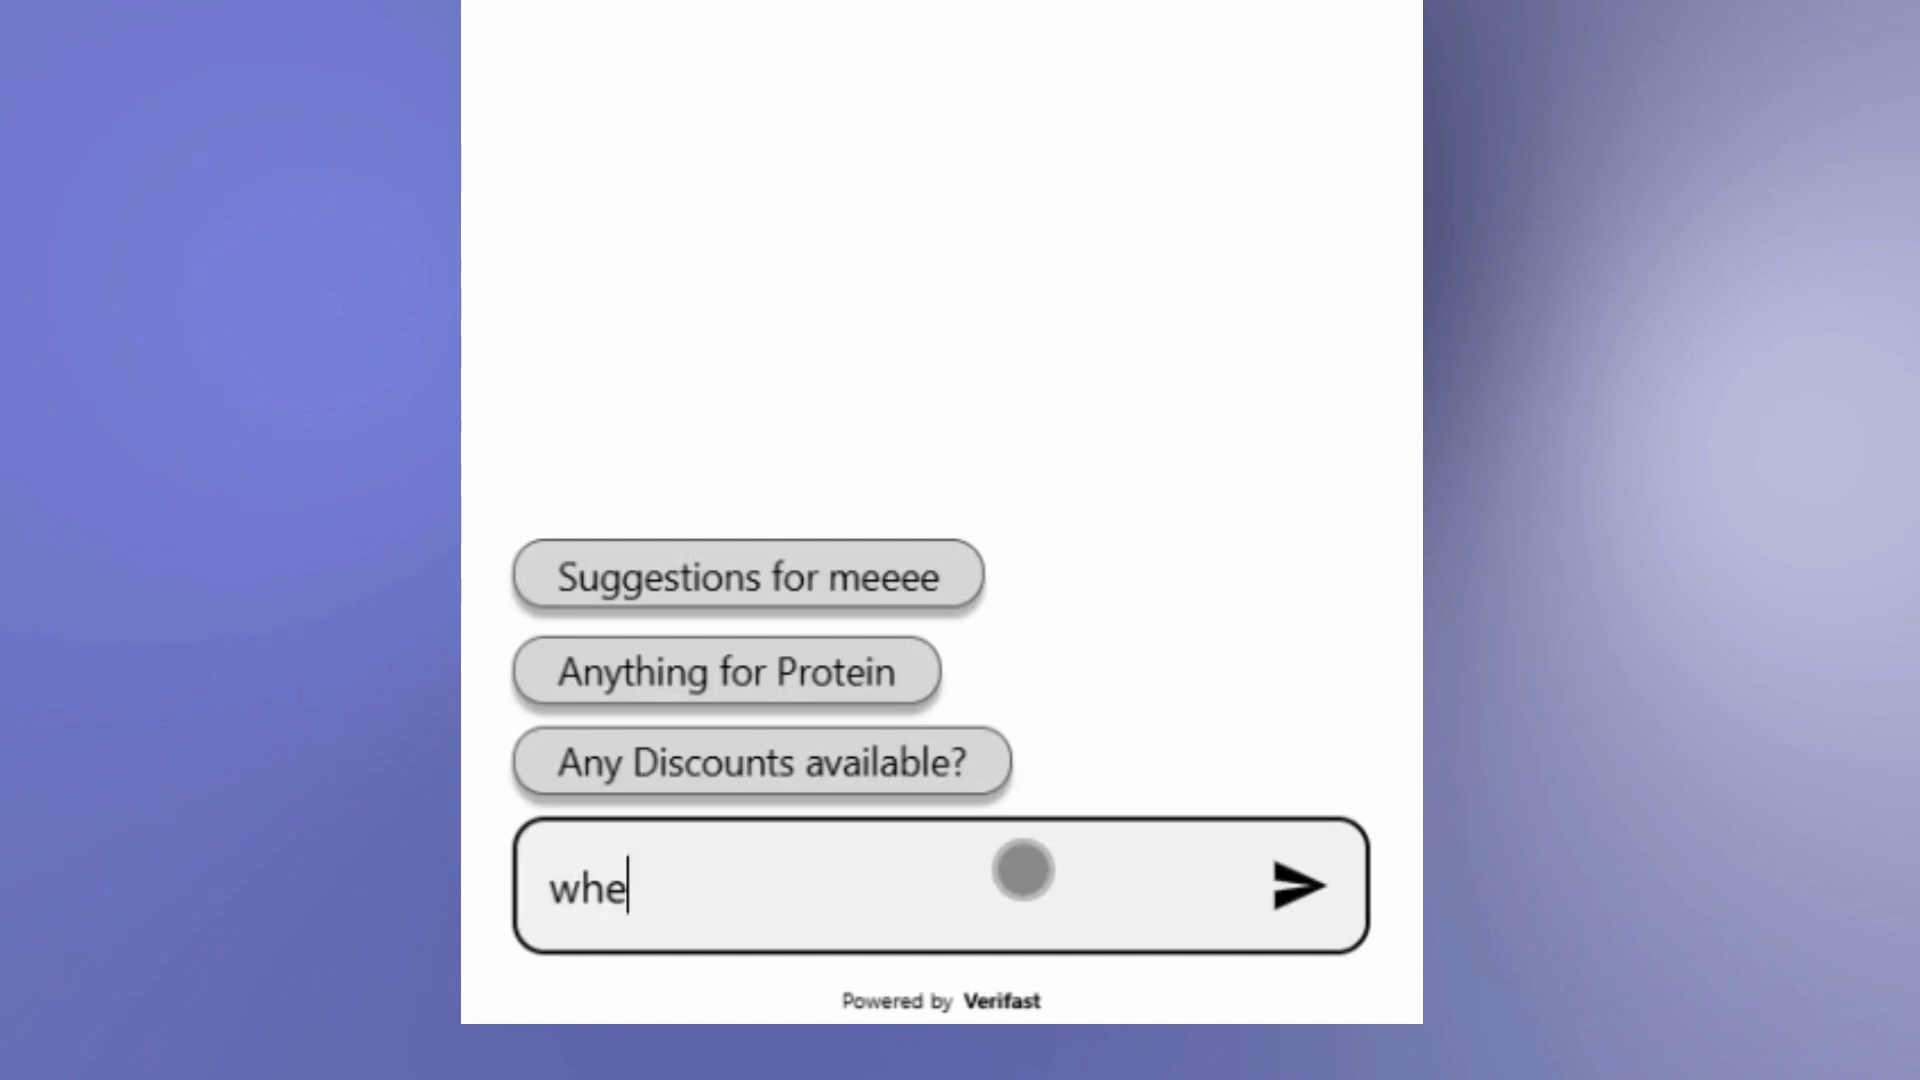 Suggestions for meeee
Anything for Protein
Any Discounts available?
whe
Powered by Verifast